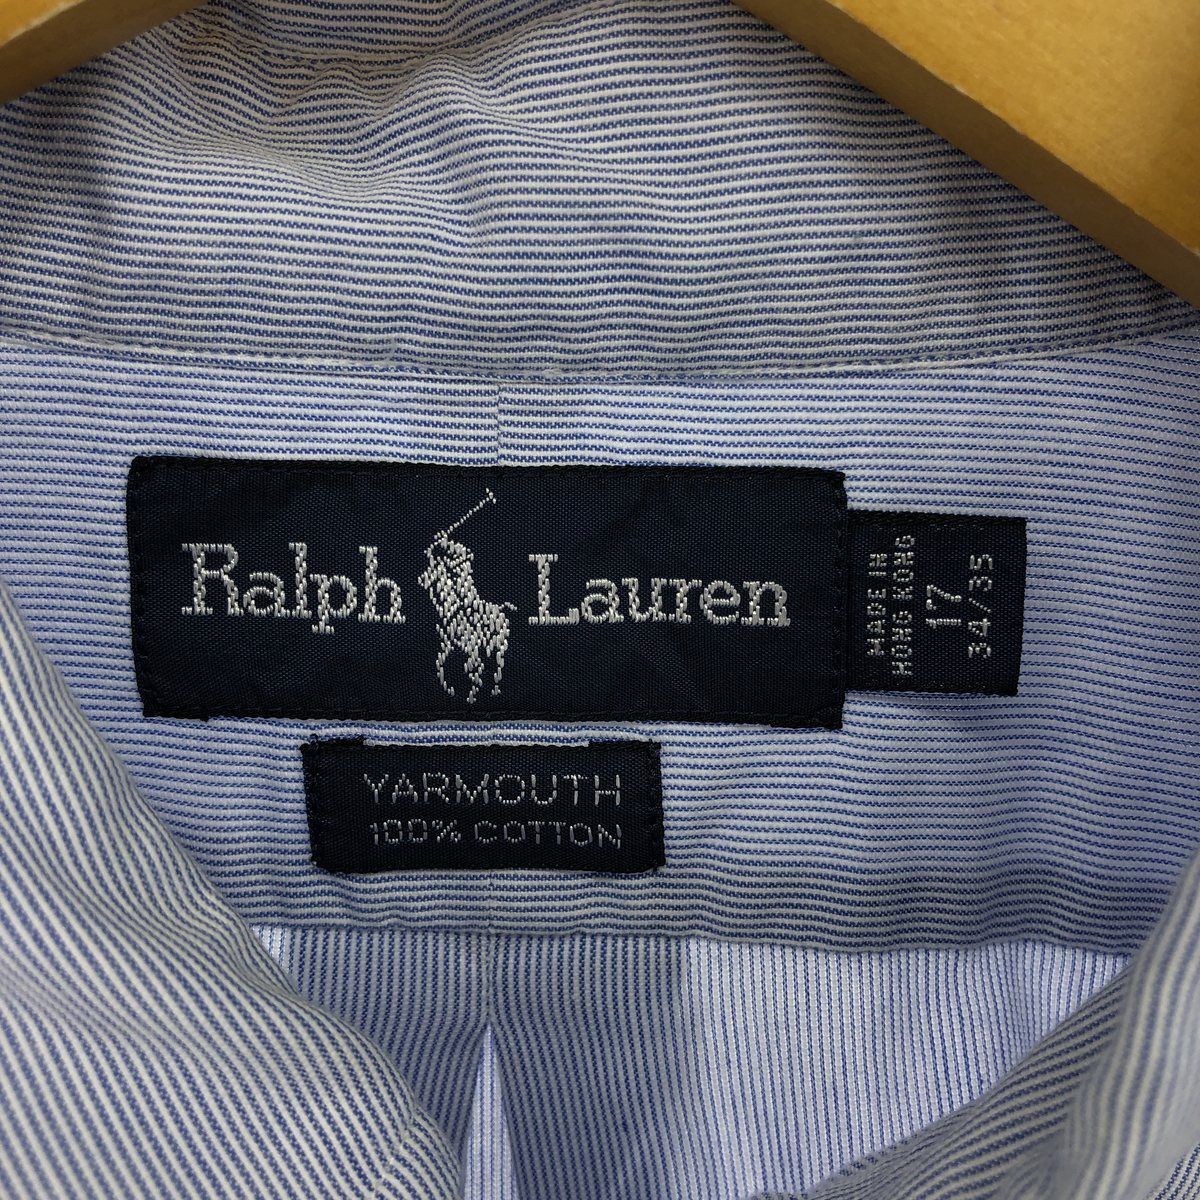 Ralph Lauren
MADE IN
HONG KONG
17
34/35
YARMOUTH
100% COTTON